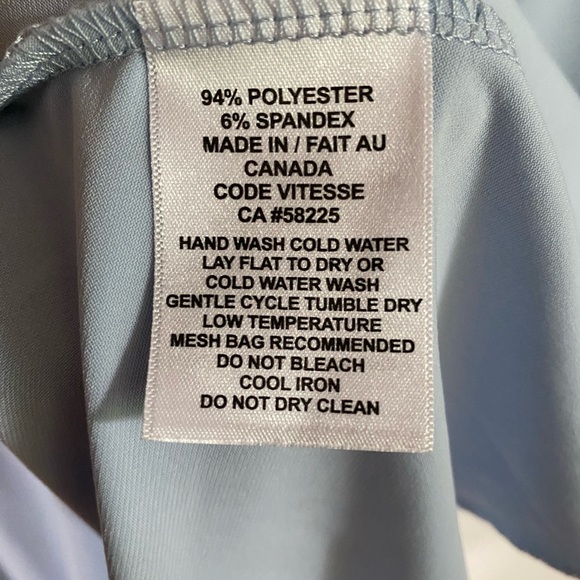 94% POLYESTER
6% SPANDEX
MADE IN / FAIT AU
CANADA
CODE VITESSE
CA #58225
HAND WASH COLD WATER
LAY FLAT TO DRY OR
COLD WATER WASH
GENTLE CYCLE TUMBLE DRY
LOW TEMPERATURE
MESH BAG RECOMMENDED
DO NOT BLEACH
COOL IRON
DO NOT DRY CLEAN